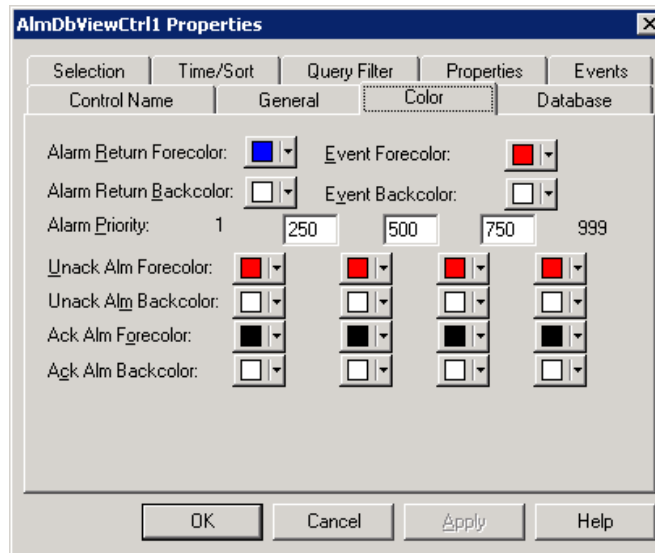 AlmDbViewCtrl1 Properties
Selection Time/Sort Query Filter Properties Events
Control Name General Color Database
Alarm Return Forecolor: Event Forecolor:
Alarm Return Backcolor: Event Backcolor:
Alarm Priority: 1 250 500 750 999
Unack Alm Forecolor:
Unack Alm Backcolor:
Ack Alm Forecolor:
Ack Alm Backcolor:
OK Cancel Apply Help